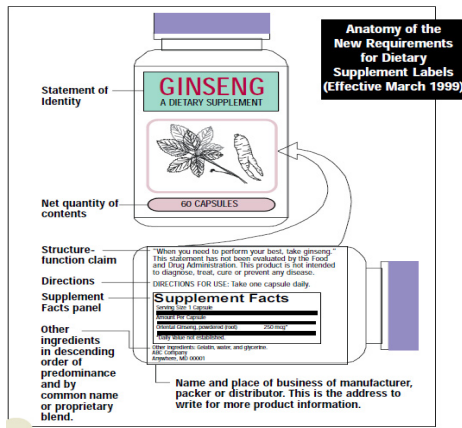 Anatomy of the
New Requirements
for Dietary
Supplement Labels
(Effective March 1999)
Statement of
Identity
GINSENG
A DIETARY SUPPLEMENT
Net quantity of
contents
60 CAPSULES
Structure-
function claim
"When you need to perform your best, take ginseng."
This statement has not been evaluated by the Food
and Drug Administration. This product is not intended
to diagnose, treat, cure or prevent any disease.
Directions
DIRECTIONS FOR USE: Take one capsule daily.
Supplement
Facts panel
Supplement Facts
Serving Size 1 Capsule
Amount Per Capsule
Oriental Ginseng, powdered (root) 250 mcg*
*Daily Value not established.
Other
ingredients
in descending
order of
predominance
and by
common name
or proprietary
blend.
Other ingredients: Gelatin, water, and glycerine.
ABC Company
Anywhere, MD 00001
Name and place of business of manufacturer,
packer or distributor. This is the address to
write for more product information.